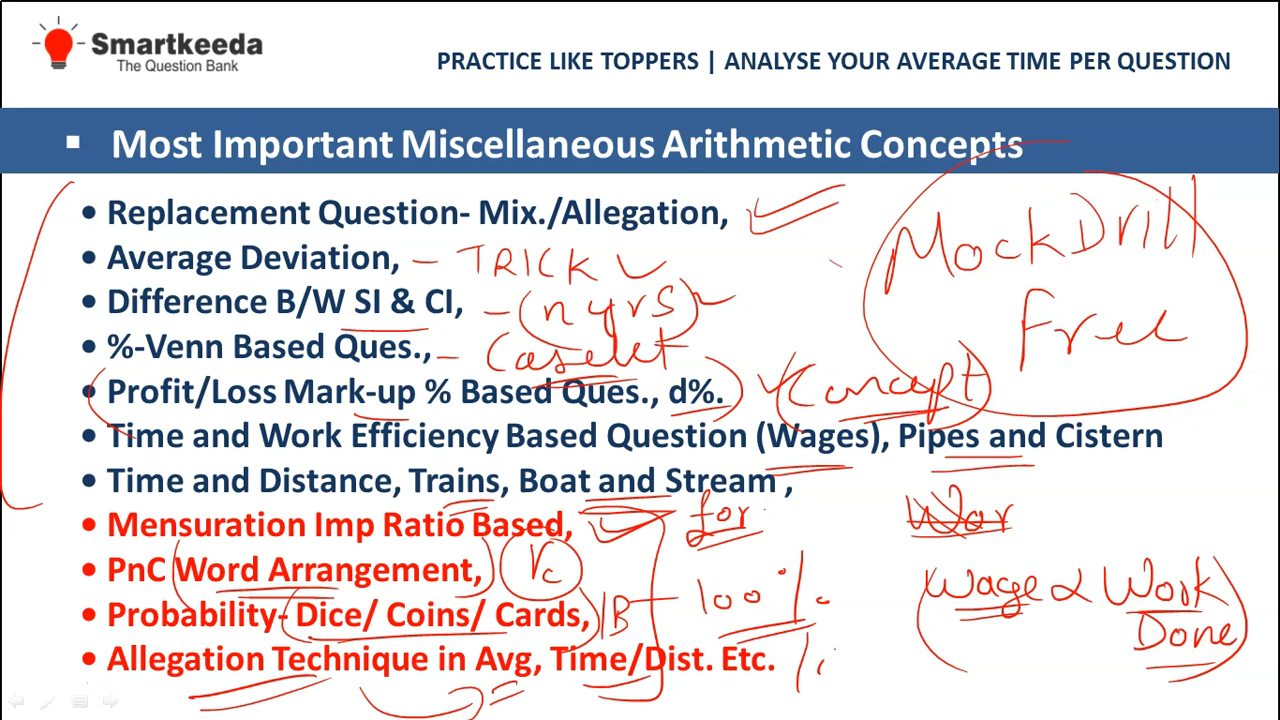 Smartkeeda
The Question Bank
PRACTICE LIKE TOPPERS | ANALYSE YOUR AVERAGE TIME PER QUESTION
▪ Most Important Miscellaneous Arithmetic Concepts
• Replacement Question- Mix./Allegation,
• Average Deviation, - TRICK
• Difference B/W SI & CI, - (n yrs)
• %-Venn Based Ques., - Caselet
• Profit/Loss Mark-up % Based Ques., d%. (Concept)
Mock Drill
Free
• Time and Work Efficiency Based Question (Wages), Pipes and Cistern
• Time and Distance, Trains, Boat and Stream ,
• Mensuration Imp Ratio Based, for
• PnC Word Arrangement,
• Probability- Dice/ Coins/ Cards, 100%
Wage α Work
Done
• Allegation Technique in Avg, Time/Dist. Etc.